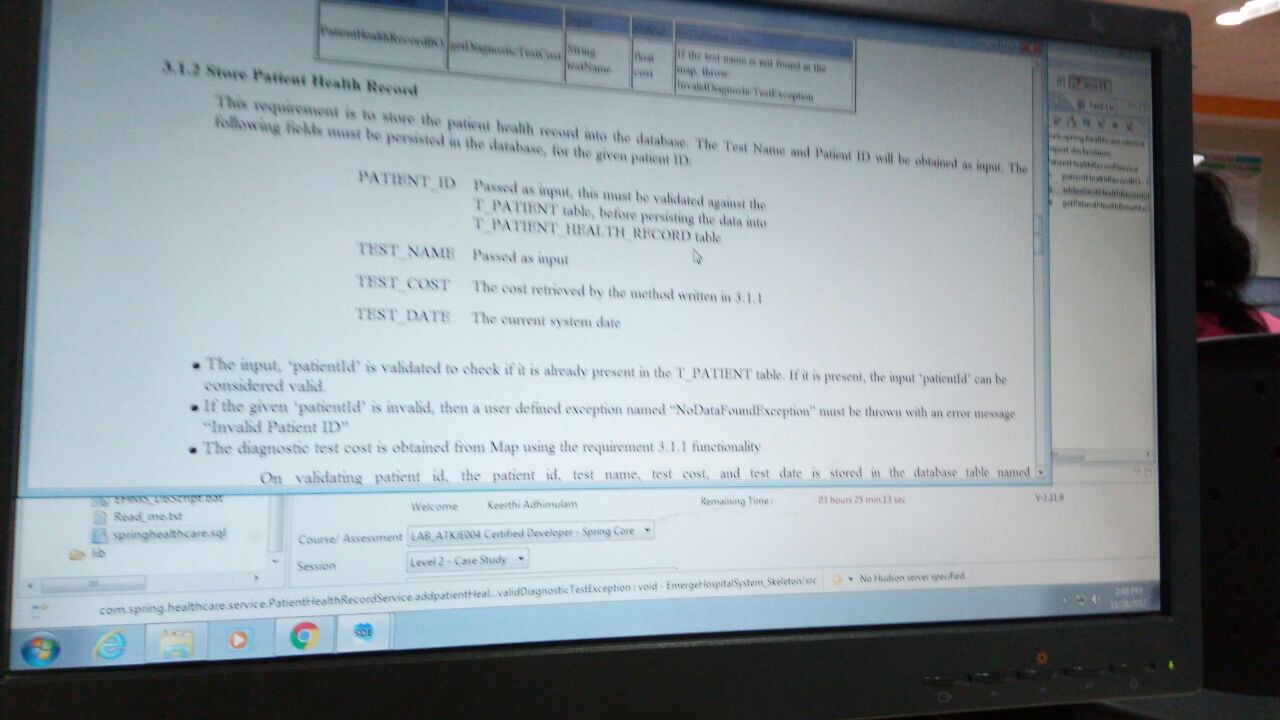 PatientHealthRecordBO getDiagnosticTestCost String testName float cost If the test name is not found in the
map, throw
InvalidDiagnosticTestException
3.1.2 Store Patient Health Record
This requirement is to store the patient health record into the database. The Test Name and Patient ID will be obtained as input. The
following fields must be persisted in the database, for the given patient ID:
PATIENT_ID Passed as input, this must be validated against the
T_PATIENT table, before persisting the data into
T_PATIENT_HEALTH_RECORD table
TEST_NAME Passed as input
TEST_COST The cost retrieved by the method written in 3.1.1
TEST_DATE The current system date
• The input, ‘patientId’ is validated to check if it is already present in the T_PATIENT table. If it is present, the input ‘patientId’ can be
considered valid.
• If the given ‘patientId’ is invalid, then a user defined exception named “NoDataFoundException” must be thrown with an error message
“Invalid Patient ID”
• The diagnostic test cost is obtained from Map using the requirement 3.1.1 functionality
On validating patient id, the patient id, test name, test cost, and test date is stored in the database table named
Read_me.txt
springhealthcare.sql
lib
Welcome Keerthi Adhimulam Remaining Time : 03 hours 25 min 13 sec V-1.11.9
Course/ Assessment LAB_ATKJE004 Certified Developer - Spring Core
Session Level 2 - Case Study
com.spring.healthcare.service.PatientHealthRecordService.addpatientHeal...validDiagnosticTestException : void - EmergeHospitalSystem_Skeleton/src No Hudson server specified.
SDE
2:45 PM